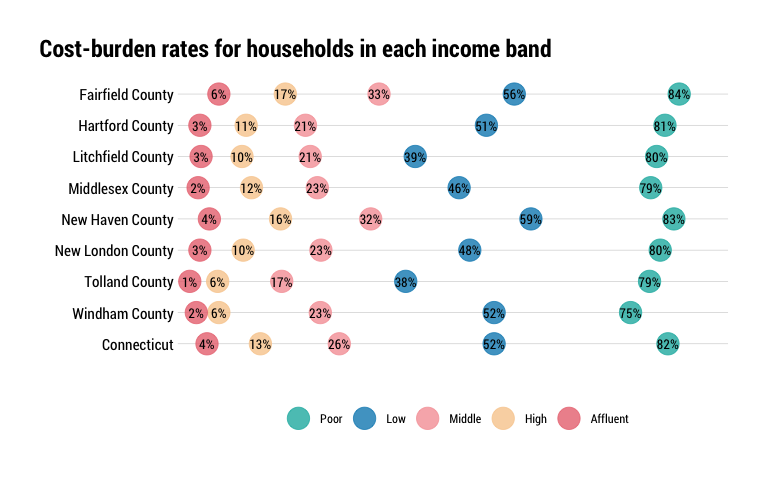 Cost-burden rates for households in each income band
Fairfield County 6% 17% 33% 56% 84%
Hartford County 3% 11% 21% 51% 81%
Litchfield County 3% 10% 21% 39% 80%
Middlesex County 2% 12% 23% 46% 79%
New Haven County 4% 16% 32% 59% 83%
New London County 3% 10% 23% 48% 80%
Tolland County 1% 6% 17% 38% 79%
Windham County 2% 6% 23% 52% 75%
Connecticut 4% 13% 26% 52% 82%
Poor Low Middle High Affluent